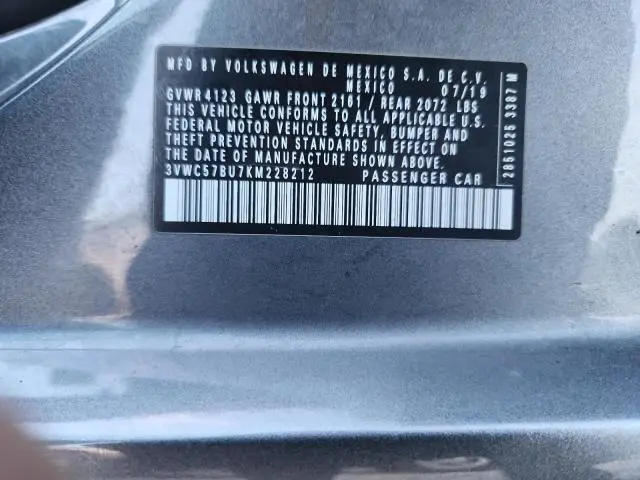 MFD BY VOLKSWAGEN DE MEXICO S.A. DE C.V.
MEXICO 07/19
GVWR 4123 GAWR FRONT 2161 / REAR 2072 LBS
THIS VEHICLE CONFORMS TO ALL APPLICABLE U.S.
FEDERAL MOTOR VEHICLE SAFETY, BUMPER AND
THEFT PREVENTION STANDARDS IN EFFECT ON
THE DATE OF MANUFACTURE SHOWN ABOVE.
3VWC57BU7KM228212 PASSENGER CAR
2851025 3387 M